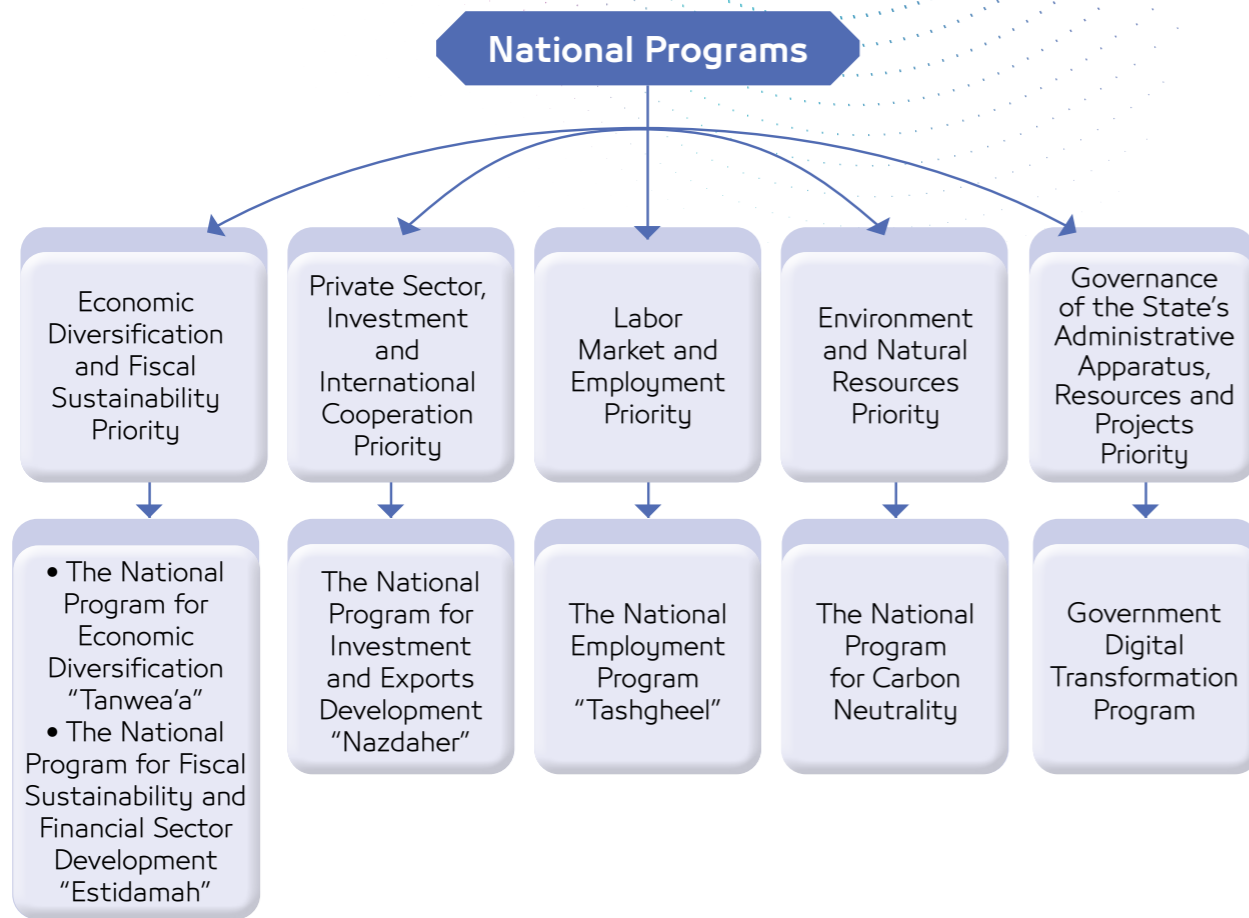 National Programs
Economic
Diversification
and Fiscal
Sustainability
Priority
Private Sector,
Investment
and
International
Cooperation
Priority
Labor
Market and
Employment
Priority
Environment
and Natural
Resources
Priority
Governance
of the State's
Administrative
Apparatus,
Resources and
Projects
Priority
• The National
Program for
Economic
Diversification
“Tanwea'a”
• The National
Program for Fiscal
Sustainability and
Financial Sector
Development
“Estidamah”
The National
Program for
Investment
and Exports
Development
“Nazdaher”
The National
Employment
Program
“Tashgheel”
The National
Program
for Carbon
Neutrality
Government
Digital
Transformation
Program